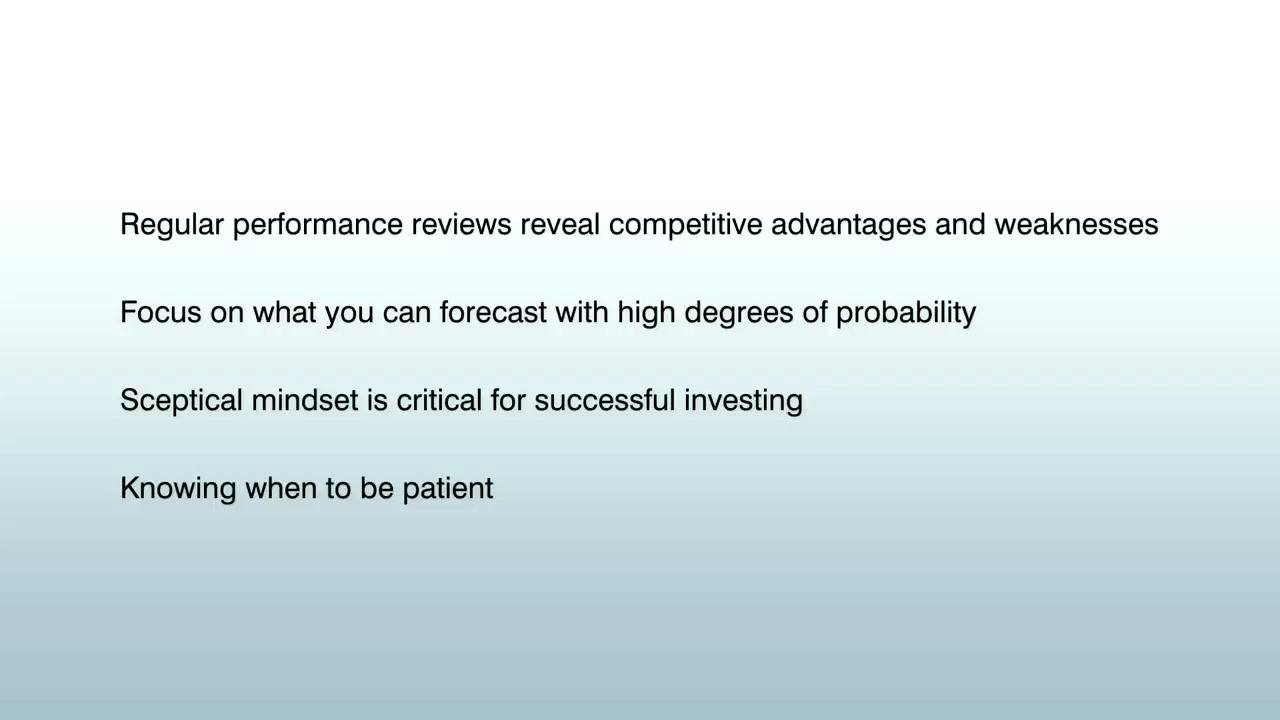 Regular performance reviews reveal competitive advantages and weaknesses
Focus on what you can forecast with high degrees of probability
Sceptical mindset is critical for successful investing
Knowing when to be patient